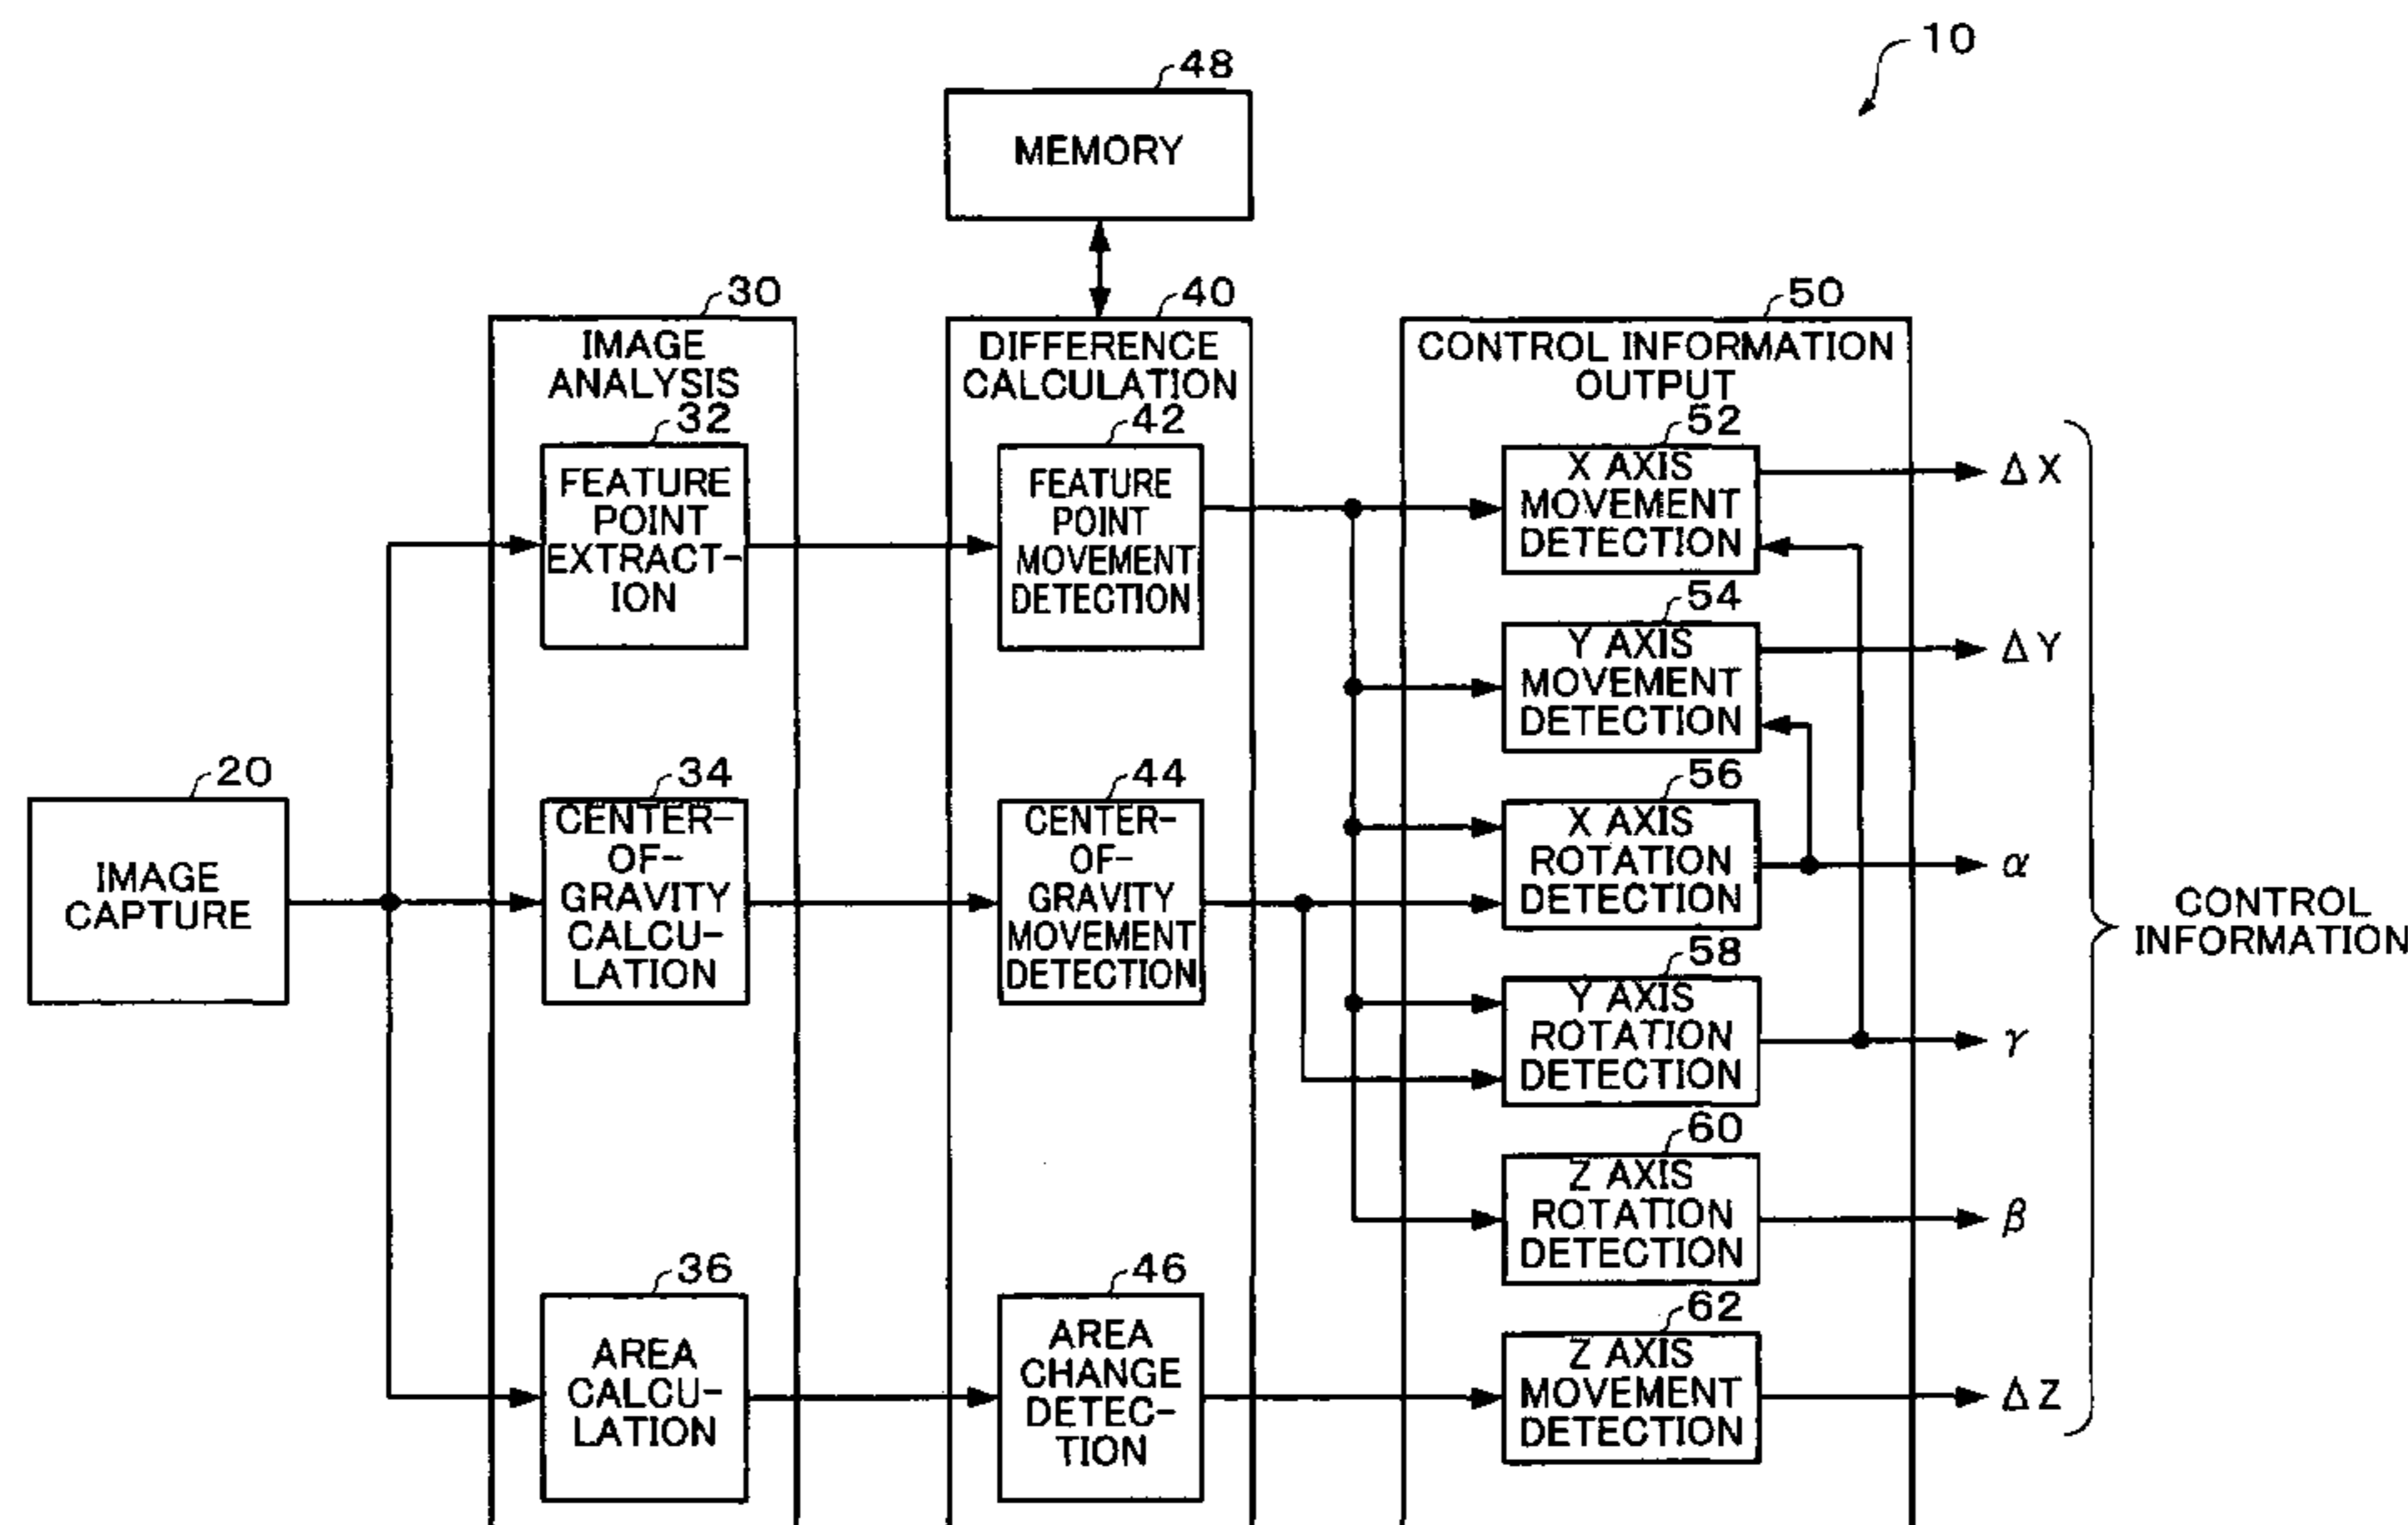 10
48
MEMORY
30
IMAGE
ANALYSIS
40
DIFFERENCE
CALCULATION
50
CONTROL INFORMATION
OUTPUT
32
FEATURE
POINT
EXTRACT-
ION
42
FEATURE
POINT
MOVEMENT
DETECTION
52
X AXIS
MOVEMENT
DETECTION
ΔX
54
Y AXIS
MOVEMENT
DETECTION
ΔY
20
IMAGE
CAPTURE
34
CENTER-
OF-
GRAVITY
CALCU-
LATION
44
CENTER-
OF-
GRAVITY
MOVEMENT
DETECTION
56
X AXIS
ROTATION
DETECTION
α
58
Y AXIS
ROTATION
DETECTION
γ
60
Z AXIS
ROTATION
DETECTION
β
36
AREA
CALCU-
LATION
46
AREA
CHANGE
DETEC-
TION
62
Z AXIS
MOVEMENT
DETECTION
ΔZ
CONTROL
INFORMATION